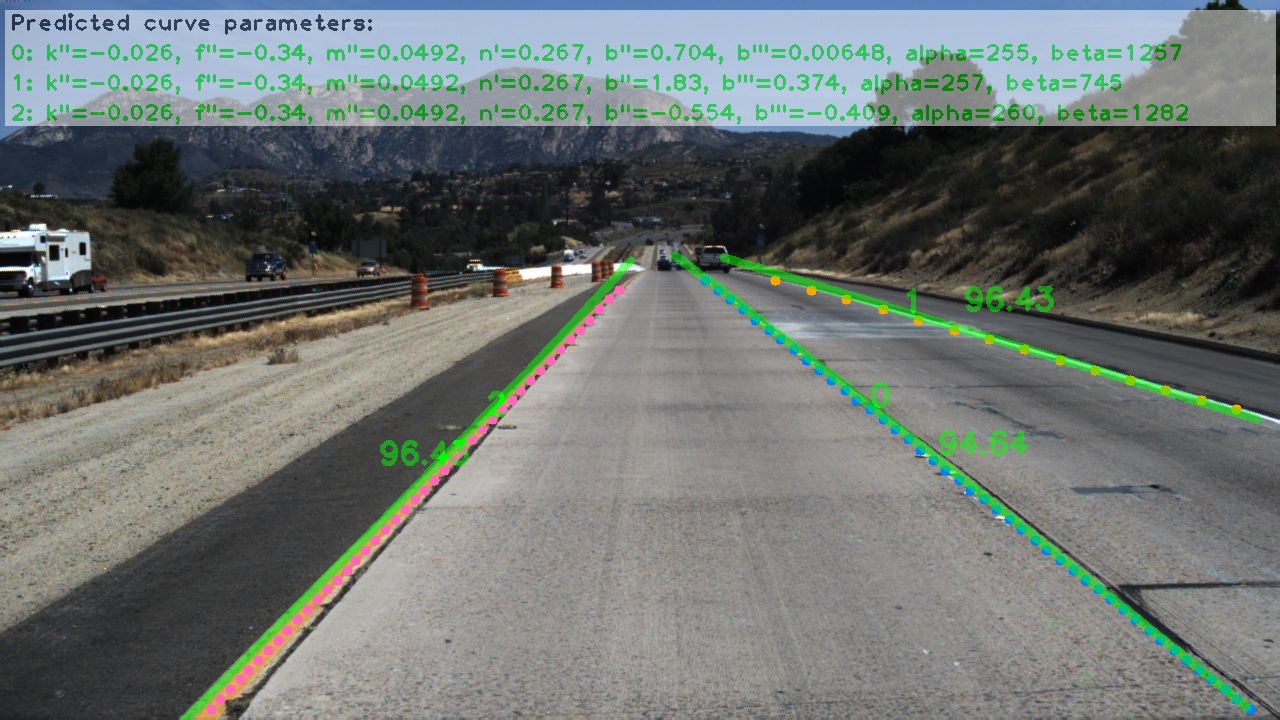 Predicted curve parameters:
0: k''=-0.026, f''=-0.34, m''=0.0492, n'=0.267, b''=0.704, b'''=0.00648, alpha=255, beta=1257
1: k''=-0.026, f''=-0.34, m''=0.0492, n'=0.267, b''=1.83, b'''=0.374, alpha=257, beta=745
2: k''=-0.026, f''=-0.34, m''=0.0492, n'=0.267, b''=-0.554, b'''=-0.409, alpha=260, beta=1282
1 96.43
2 0
96.43 94.64